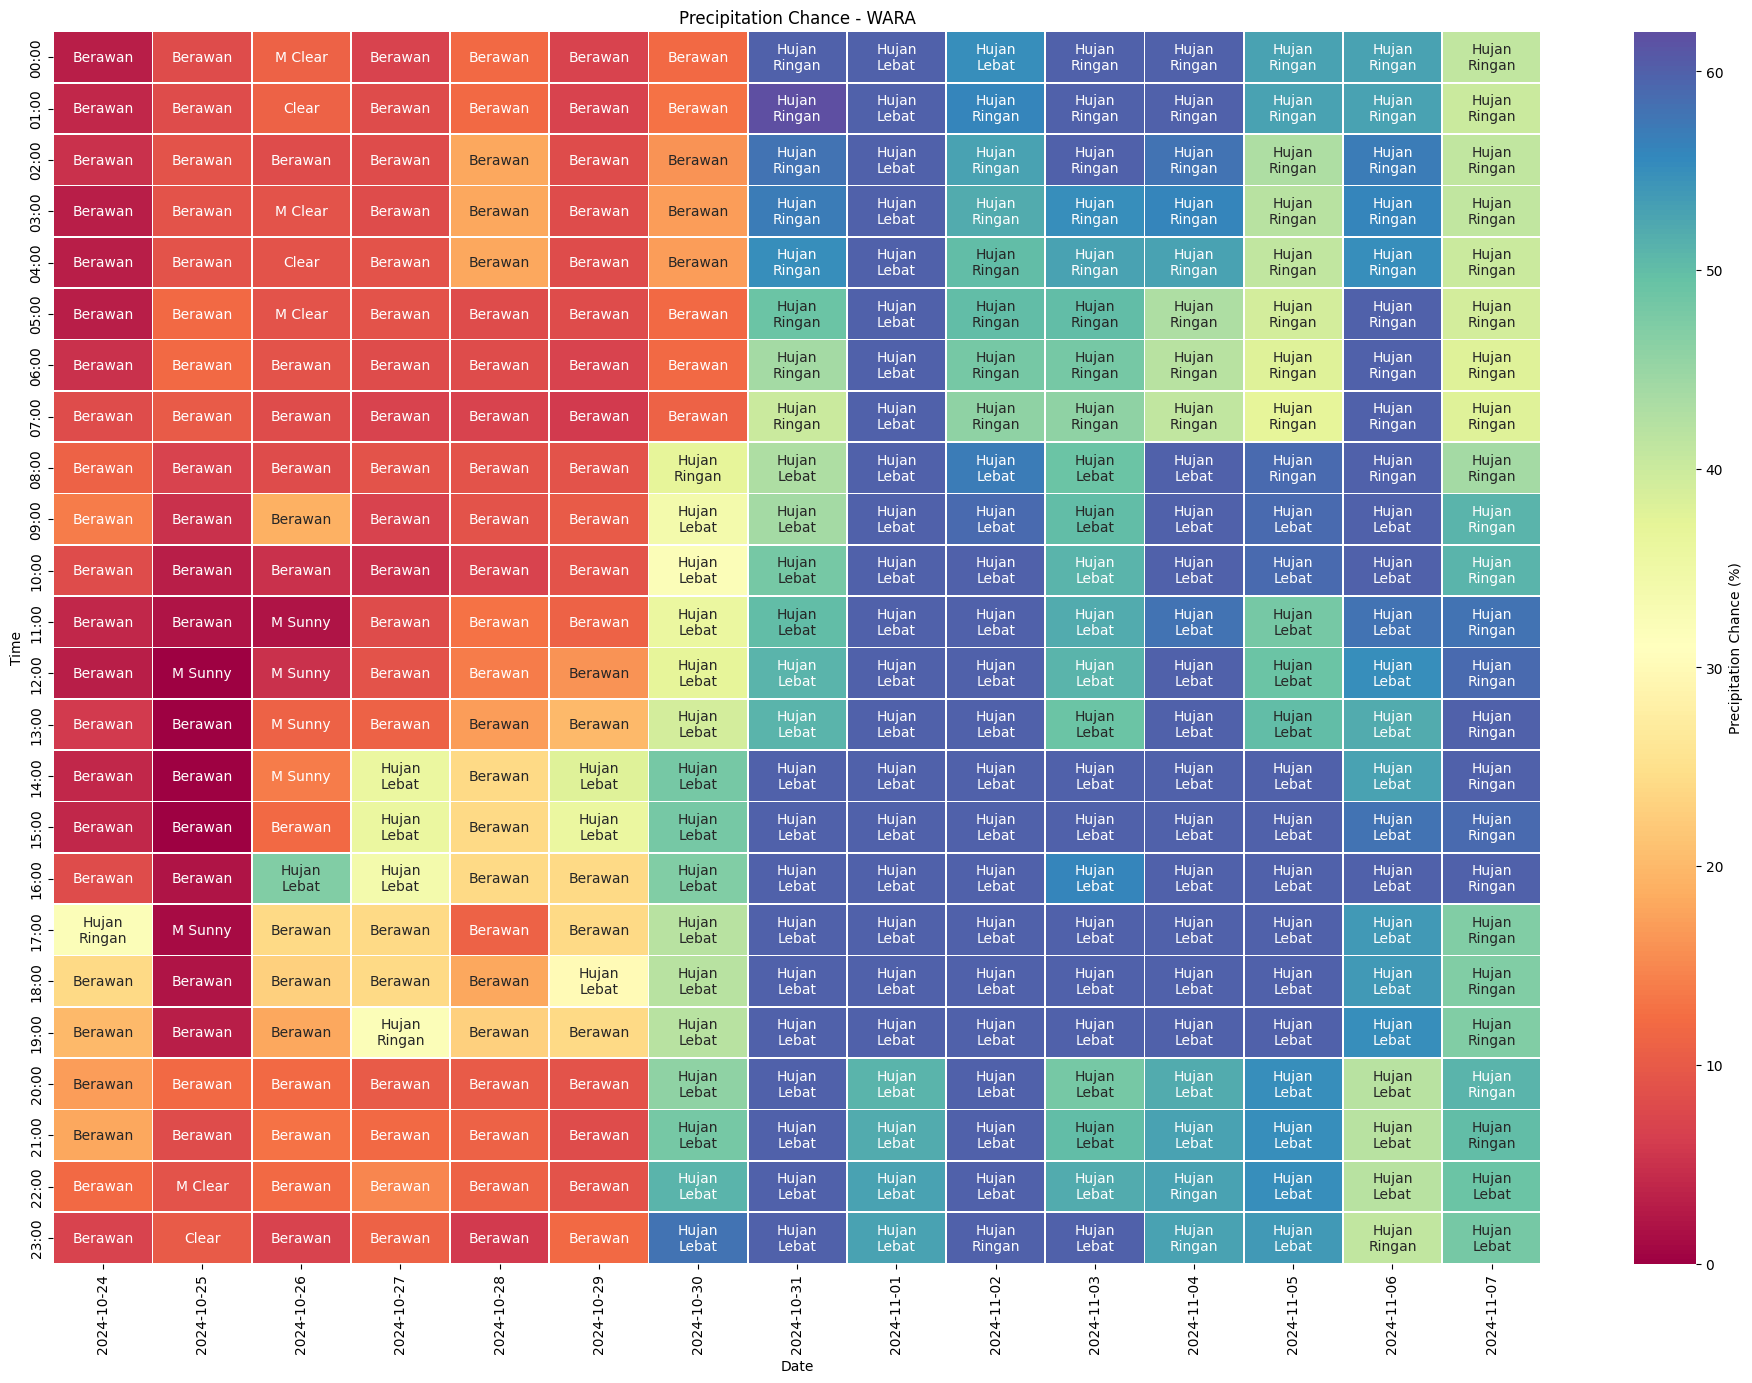 Precipitation Chance - WARA
00:00 Berawan Berawan M Clear Berawan Berawan Berawan Berawan Hujan Ringan Hujan Lebat Hujan Lebat Hujan Ringan Hujan Ringan Hujan Ringan Hujan Ringan Hujan Ringan
01:00 Berawan Berawan Clear Berawan Berawan Berawan Berawan Hujan Ringan Hujan Lebat Hujan Ringan Hujan Ringan Hujan Ringan Hujan Ringan Hujan Ringan Hujan Ringan
02:00 Berawan Berawan Berawan Berawan Berawan Berawan Berawan Hujan Ringan Hujan Lebat Hujan Ringan Hujan Ringan Hujan Ringan Hujan Ringan Hujan Ringan Hujan Ringan
03:00 Berawan Berawan M Clear Berawan Berawan Berawan Berawan Hujan Ringan Hujan Lebat Hujan Ringan Hujan Ringan Hujan Ringan Hujan Ringan Hujan Ringan Hujan Ringan
04:00 Berawan Berawan Clear Berawan Berawan Berawan Berawan Hujan Ringan Hujan Lebat Hujan Ringan Hujan Ringan Hujan Ringan Hujan Ringan Hujan Ringan Hujan Ringan
05:00 Berawan Berawan M Clear Berawan Berawan Berawan Berawan Hujan Ringan Hujan Lebat Hujan Ringan Hujan Ringan Hujan Ringan Hujan Ringan Hujan Ringan Hujan Ringan
06:00 Berawan Berawan Berawan Berawan Berawan Berawan Berawan Hujan Ringan Hujan Lebat Hujan Ringan Hujan Ringan Hujan Ringan Hujan Ringan Hujan Ringan Hujan Ringan
07:00 Berawan Berawan Berawan Berawan Berawan Berawan Berawan Hujan Ringan Hujan Lebat Hujan Ringan Hujan Ringan Hujan Ringan Hujan Ringan Hujan Ringan Hujan Ringan
08:00 Berawan Berawan Berawan Berawan Berawan Berawan Hujan Ringan Hujan Lebat Hujan Lebat Hujan Lebat Hujan Lebat Hujan Lebat Hujan Ringan Hujan Ringan Hujan Ringan
09:00 Berawan Berawan Berawan Berawan Berawan Berawan Hujan Lebat Hujan Lebat Hujan Lebat Hujan Lebat Hujan Lebat Hujan Lebat Hujan Lebat Hujan Lebat Hujan Ringan
10:00 Berawan Berawan Berawan Berawan Berawan Berawan Hujan Lebat Hujan Lebat Hujan Lebat Hujan Lebat Hujan Lebat Hujan Lebat Hujan Lebat Hujan Lebat Hujan Ringan
11:00 Berawan Berawan M Sunny Berawan Berawan Berawan Hujan Lebat Hujan Lebat Hujan Lebat Hujan Lebat Hujan Lebat Hujan Lebat Hujan Lebat Hujan Lebat Hujan Ringan
12:00 Berawan M Sunny M Sunny Berawan Berawan Berawan Hujan Lebat Hujan Lebat Hujan Lebat Hujan Lebat Hujan Lebat Hujan Lebat Hujan Lebat Hujan Lebat Hujan Ringan
13:00 Berawan Berawan M Sunny Berawan Berawan Berawan Hujan Lebat Hujan Lebat Hujan Lebat Hujan Lebat Hujan Lebat Hujan Lebat Hujan Lebat Hujan Lebat Hujan Ringan
14:00 Berawan Berawan M Sunny Hujan Lebat Berawan Hujan Lebat Hujan Lebat Hujan Lebat Hujan Lebat Hujan Lebat Hujan Lebat Hujan Lebat Hujan Lebat Hujan Lebat Hujan Ringan
15:00 Berawan Berawan Berawan Hujan Lebat Berawan Hujan Lebat Hujan Lebat Hujan Lebat Hujan Lebat Hujan Lebat Hujan Lebat Hujan Lebat Hujan Lebat Hujan Lebat Hujan Ringan
16:00 Berawan Berawan Hujan Lebat Hujan Lebat Berawan Berawan Hujan Lebat Hujan Lebat Hujan Lebat Hujan Lebat Hujan Lebat Hujan Lebat Hujan Lebat Hujan Lebat Hujan Ringan
17:00 Hujan Ringan M Sunny Berawan Berawan Berawan Berawan Hujan Lebat Hujan Lebat Hujan Lebat Hujan Lebat Hujan Lebat Hujan Lebat Hujan Lebat Hujan Lebat Hujan Ringan
18:00 Berawan Berawan Berawan Berawan Berawan Hujan Lebat Hujan Lebat Hujan Lebat Hujan Lebat Hujan Lebat Hujan Lebat Hujan Lebat Hujan Lebat Hujan Lebat Hujan Ringan
19:00 Berawan Berawan Berawan Hujan Ringan Berawan Berawan Hujan Lebat Hujan Lebat Hujan Lebat Hujan Lebat Hujan Lebat Hujan Lebat Hujan Lebat Hujan Lebat Hujan Ringan
20:00 Berawan Berawan Berawan Berawan Berawan Berawan Hujan Lebat Hujan Lebat Hujan Lebat Hujan Lebat Hujan Lebat Hujan Lebat Hujan Lebat Hujan Lebat Hujan Ringan
21:00 Berawan Berawan Berawan Berawan Berawan Berawan Hujan Lebat Hujan Lebat Hujan Lebat Hujan Lebat Hujan Lebat Hujan Lebat Hujan Lebat Hujan Lebat Hujan Ringan
22:00 Berawan M Clear Berawan Berawan Berawan Berawan Hujan Lebat Hujan Lebat Hujan Lebat Hujan Lebat Hujan Lebat Hujan Ringan Hujan Lebat Hujan Lebat Hujan Lebat
23:00 Berawan Clear Berawan Berawan Berawan Berawan Hujan Lebat Hujan Lebat Hujan Lebat Hujan Ringan Hujan Lebat Hujan Ringan Hujan Lebat Hujan Ringan Hujan Lebat
Time
2024-10-24 2024-10-25 2024-10-26 2024-10-27 2024-10-28 2024-10-29 2024-10-30 2024-10-31 2024-11-01 2024-11-02 2024-11-03 2024-11-04 2024-11-05 2024-11-06 2024-11-07
Date
60
50
40
30
20
10
0
Precipitation Chance (%)